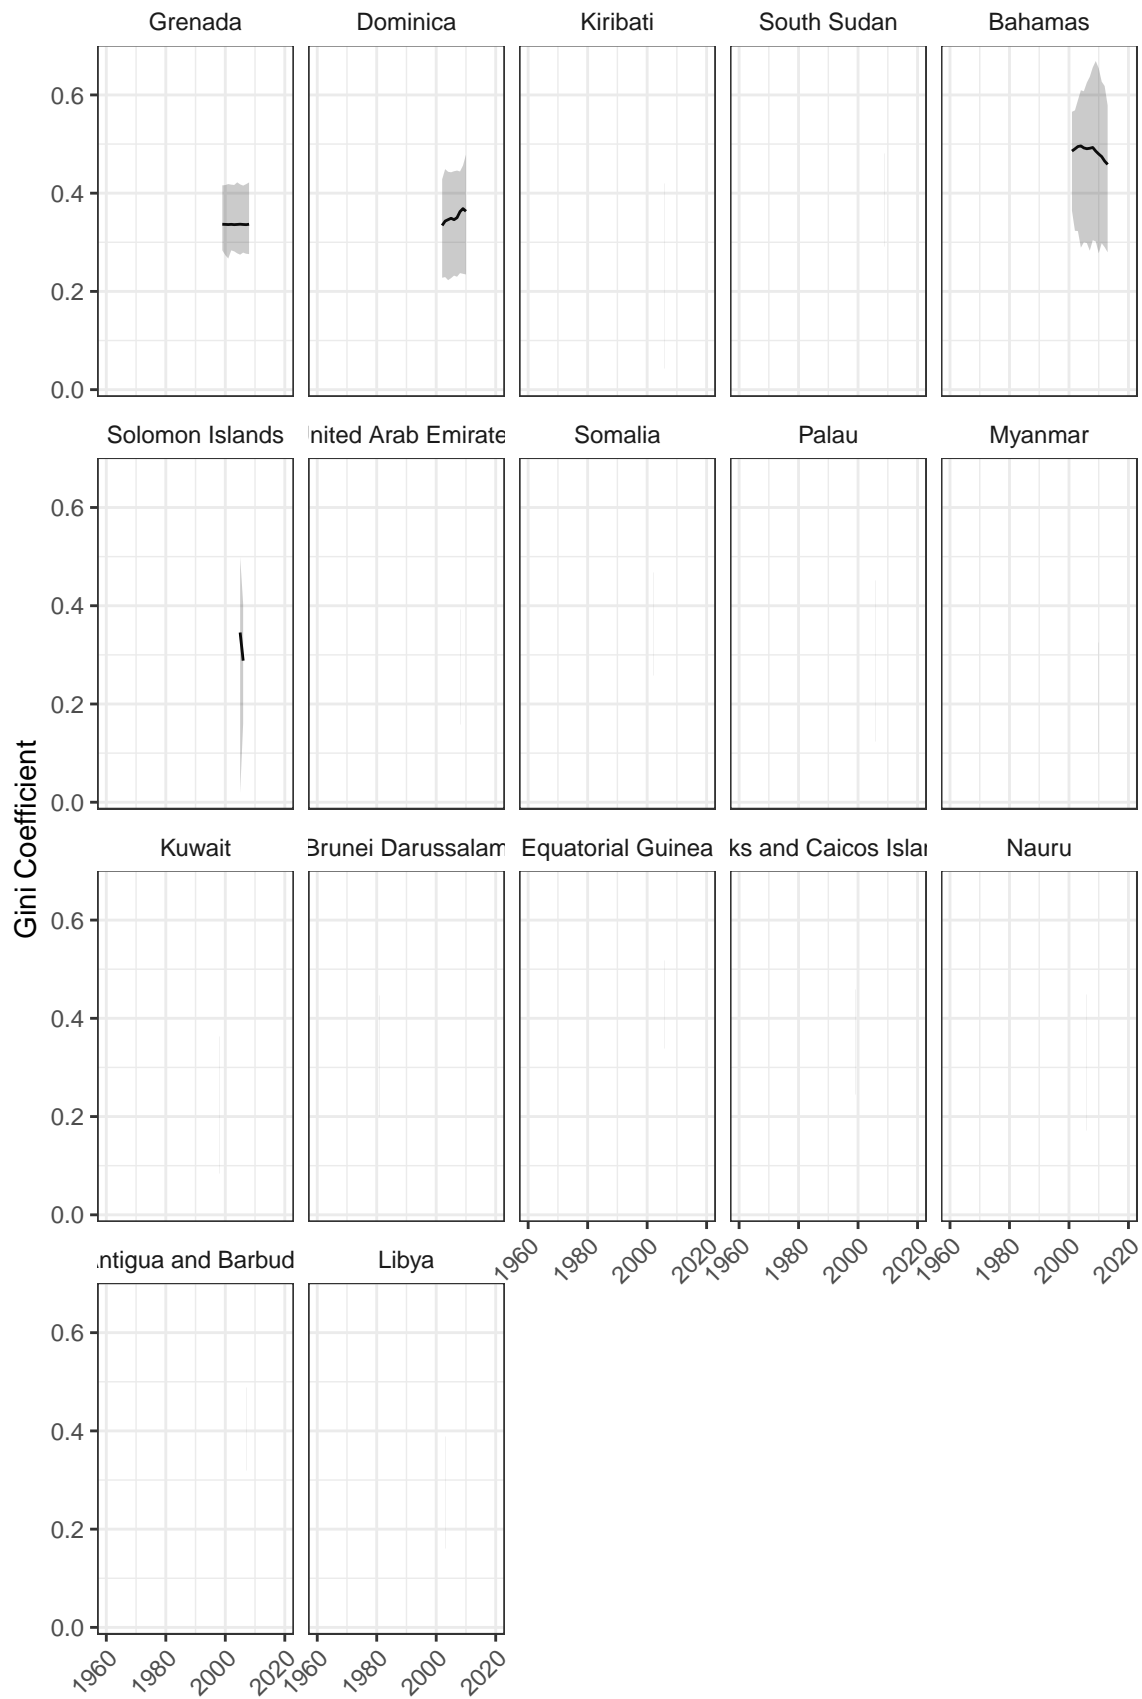 Grenada Dominica Kiribati South Sudan Bahamas
0.6
0.4
0.2
0.0
Solomon Islands nited Arab Emirate Somalia Palau Myanmar
0.6
0.4
0.2
0.0
Gini Coefficient
Kuwait Brunei Darussalam Equatorial Guinea ks and Caicos Islan Nauru
0.6
0.4
0.2
0.0
1960 1980 2000 2020 1960 1980 2000 2020 1960 1980 2000 2020
ntigua and Barbud Libya
0.6
0.4
0.2
0.0
1960 1980 2000 2020 1960 1980 2000 2020